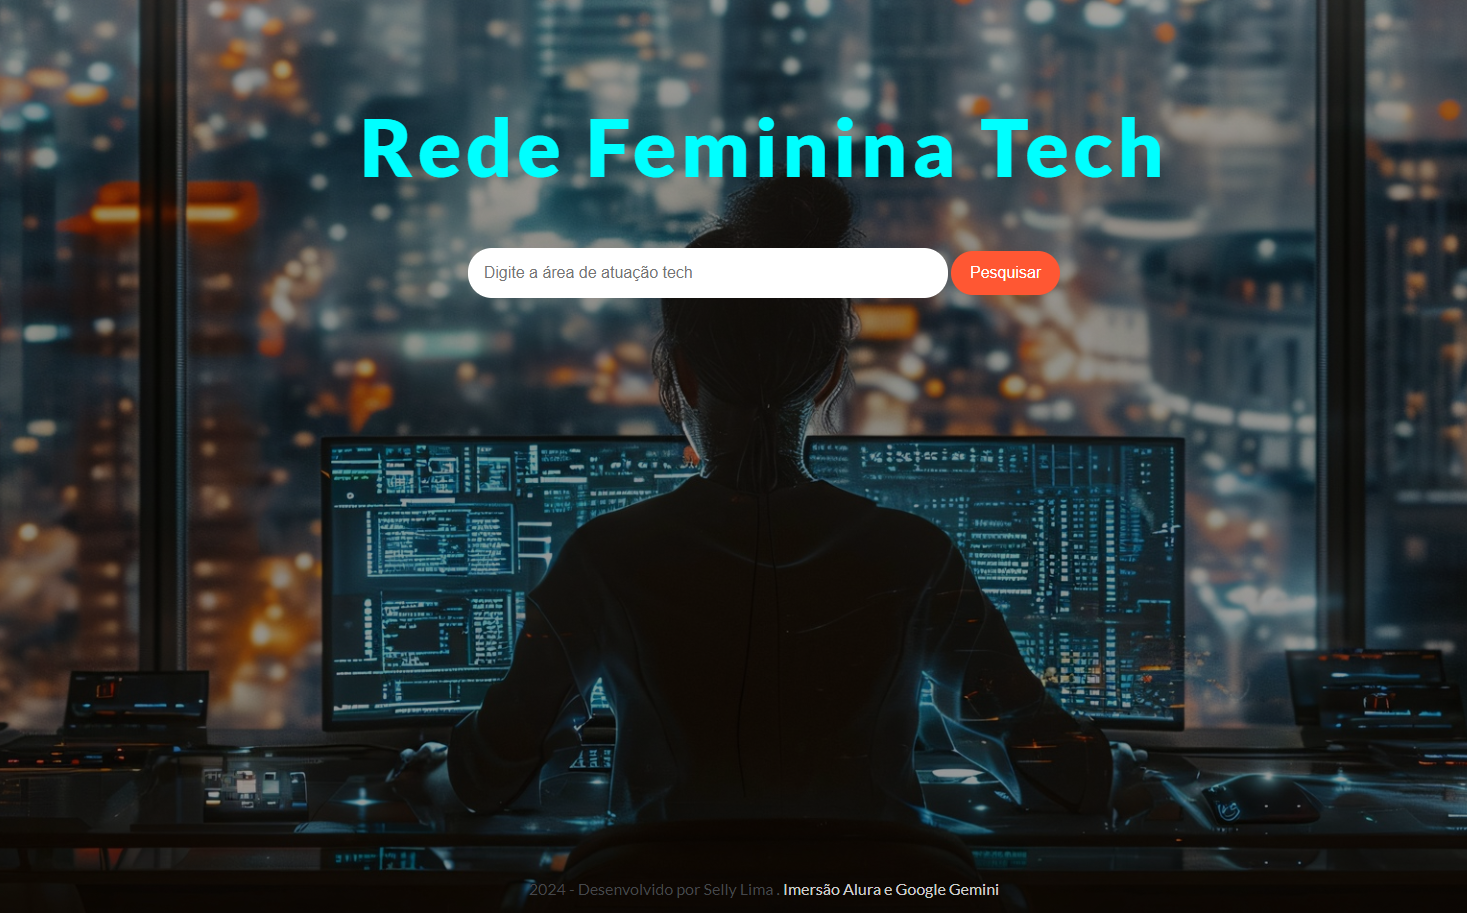 Rede Feminina Tech
Digite a área de atuação tech
Pesquisar
2024 - Desenvolvido por Selly Lima . Imersão Alura e Google Gemini